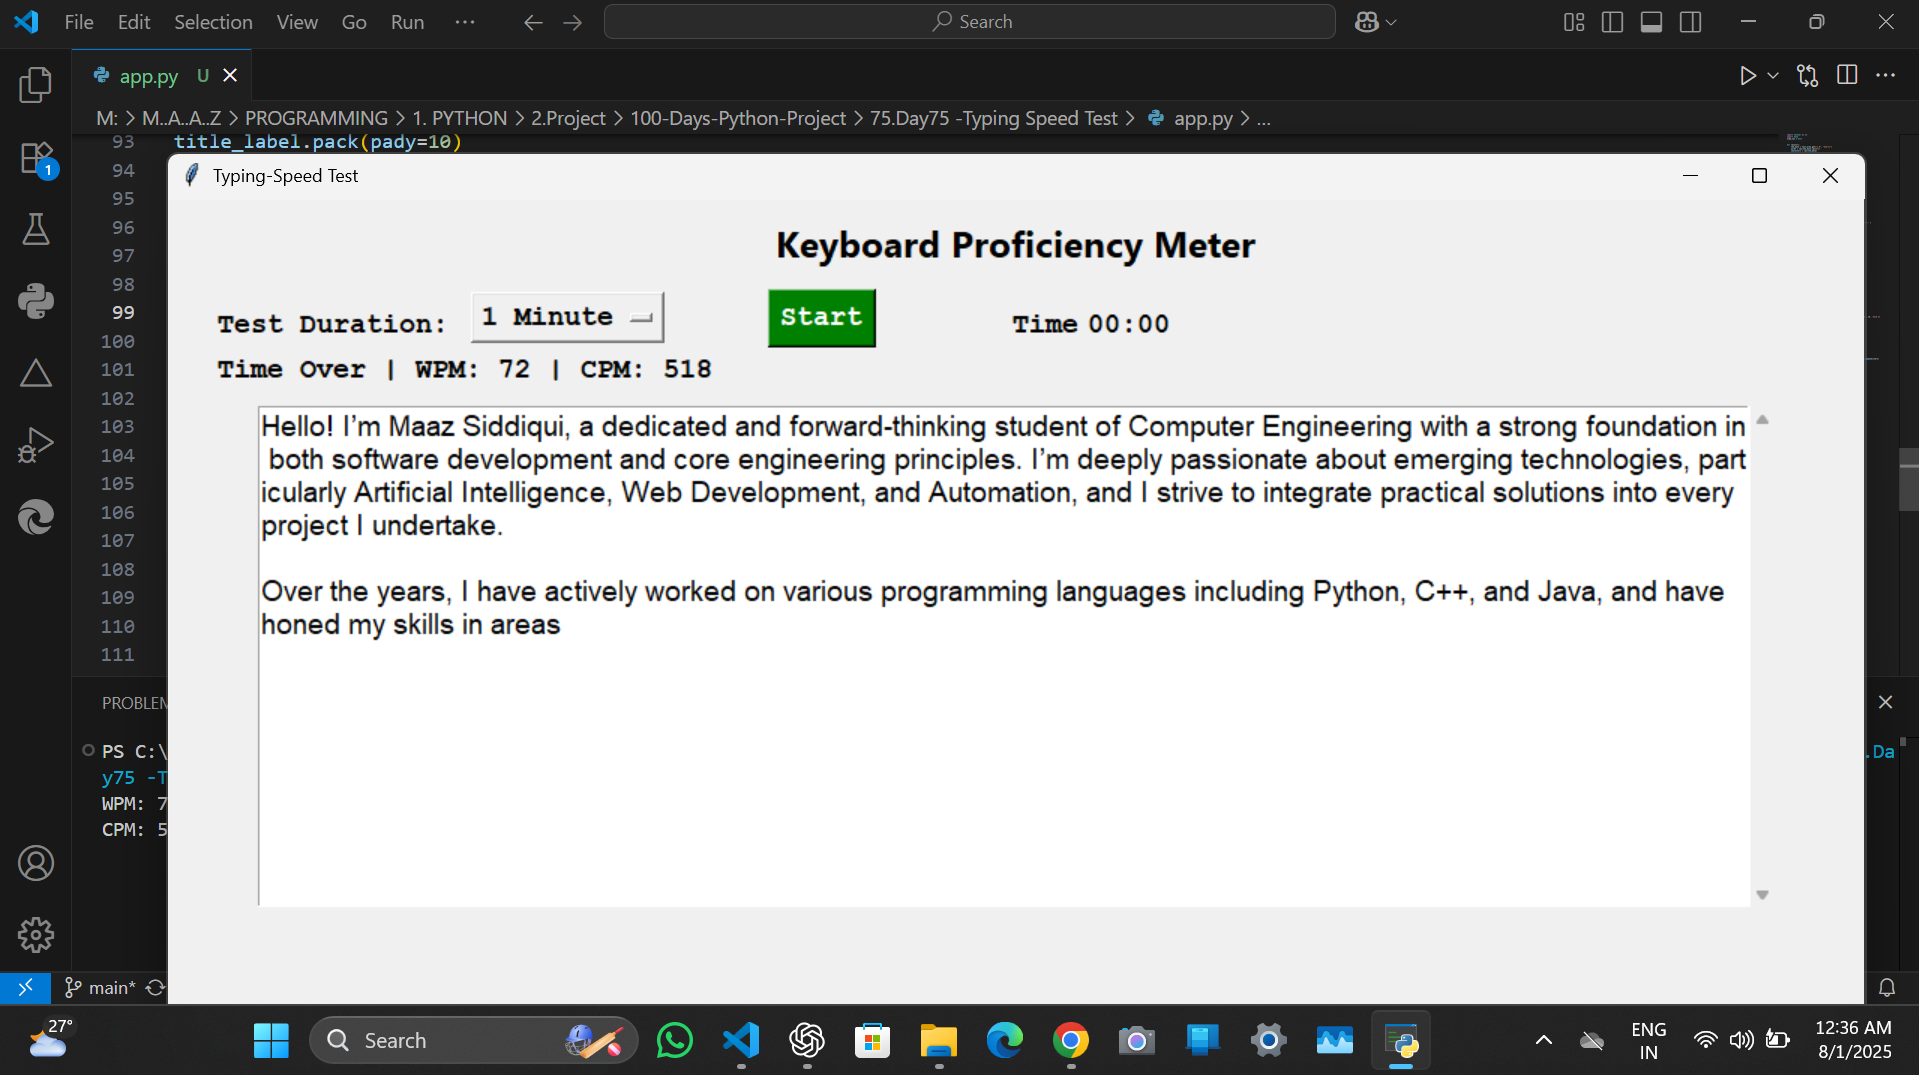 File Edit Selection View Go Run ··· Search
app.py U
M: > M..A..A..Z > PROGRAMMING > 1. PYTHON > 2.Project > 100-Days-Python-Project > 75.Day75 -Typing Speed Test > app.py > ...
93 title_label.pack(pady=10)
94
95
96
97
98
99
100
101
102
103
104
105
106
107
108
109
110
111
1
Typing-Speed Test
Keyboard Proficiency Meter
Test Duration: 1 Minute Start Time 00:00
Time Over | WPM: 72 | CPM: 518
Hello! I’m Maaz Siddiqui, a dedicated and forward-thinking student of Computer Engineering with a strong foundation in
both software development and core engineering principles. I’m deeply passionate about emerging technologies, part
icularly Artificial Intelligence, Web Development, and Automation, and I strive to integrate practical solutions into every
project I undertake.
Over the years, I have actively worked on various programming languages including Python, C++, and Java, and have
honed my skills in areas
PROBLEM
PS C:\ .Da
y75 -T
WPM: 7
CPM: 5
main*
27° Search ENG 12:36 AM
IN 8/1/2025